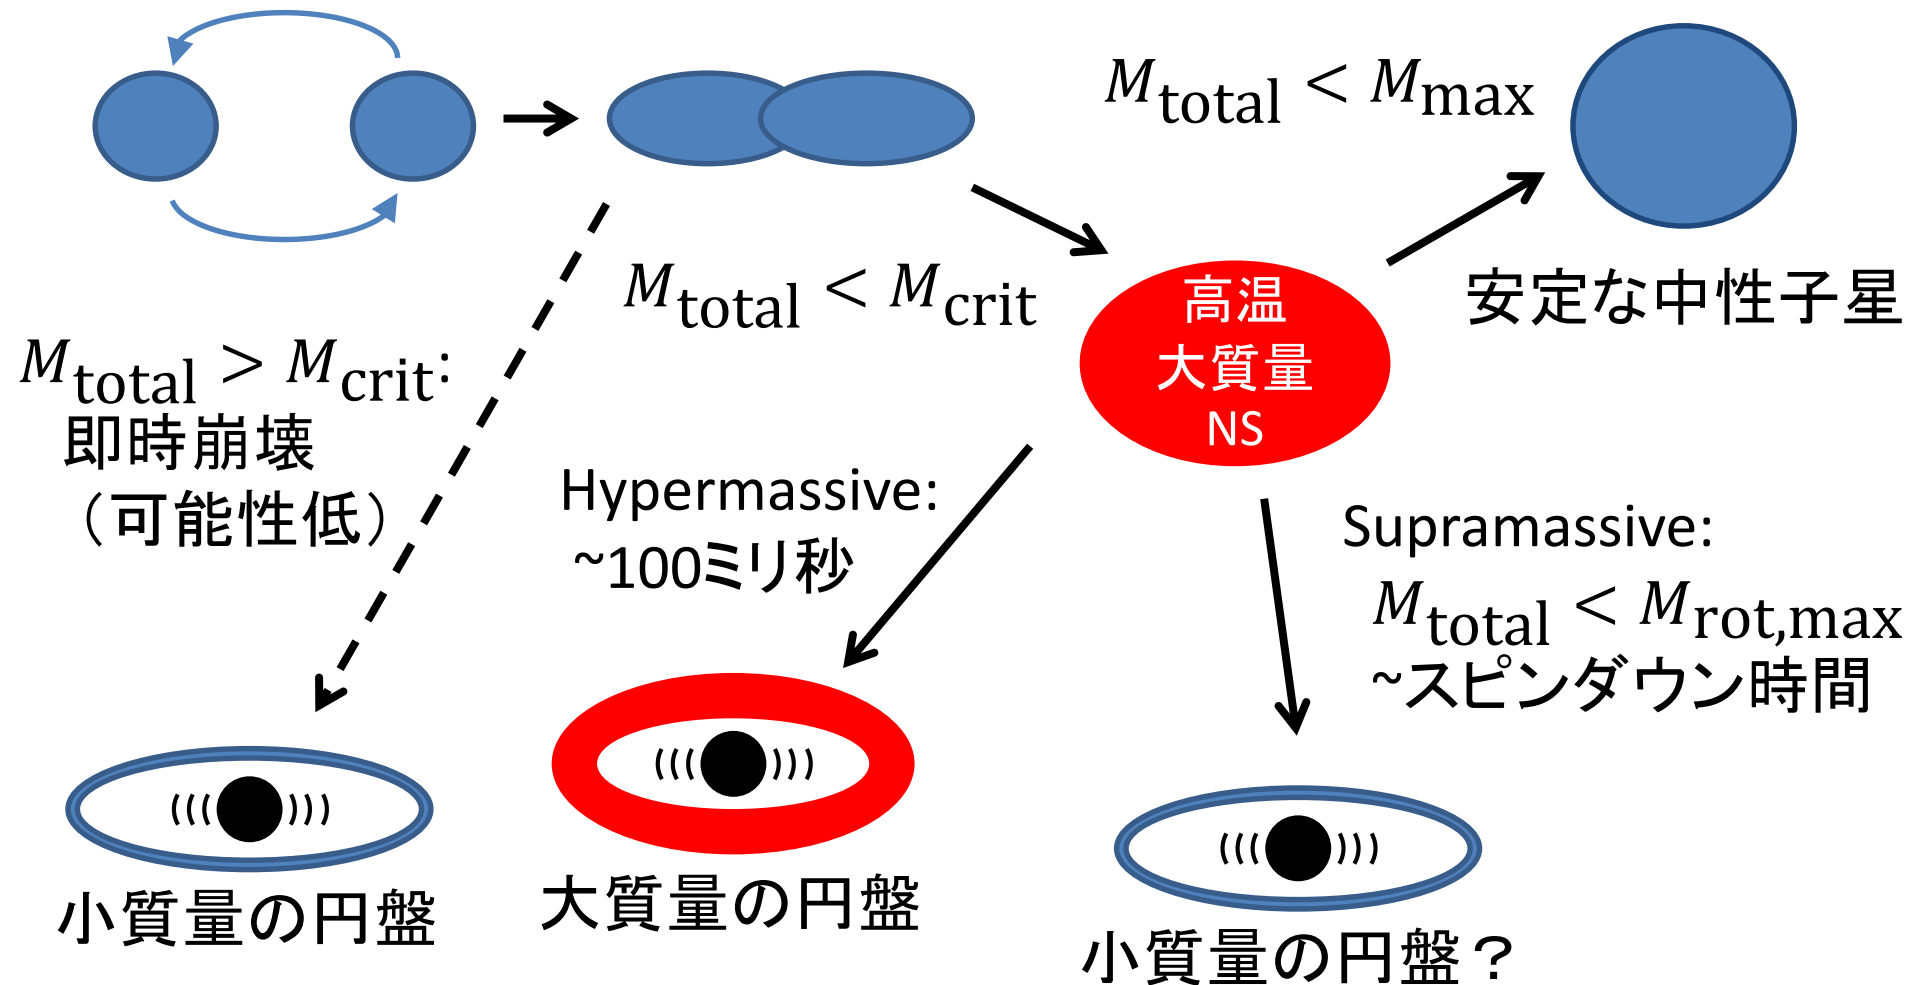 M_total < M_max
安定な中性子星
M_total < M_crit
高温
大質量
NS
M_total > M_crit:
即時崩壊
（可能性低）
Hypermassive:
~100ミリ秒
Supramassive:
M_total < M_rot,max
~スピンダウン時間
小質量の円盤
大質量の円盤
小質量の円盤？